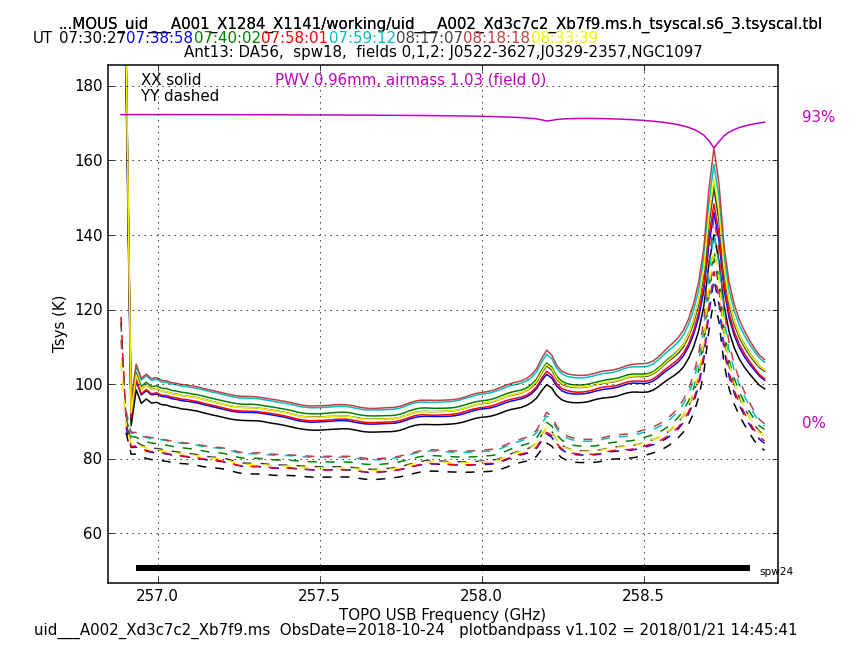 ...MOUS_uid___A001_X1284_X1141/working/uid___A002_Xd3c7c2_Xb7f9.ms.h_tsyscal.s6_3.tsyscal.tbl
UT 07:30:27 07:38:58 07:40:02 07:58:01 07:59:12 08:17:07 08:18:18 08:33:39
Ant13: DA56, spw18, fields 0,1,2: J0522-3627,J0329-2357,NGC1097
XX solid
YY dashed
PWV 0.96mm, airmass 1.03 (field 0)
93%
0%
Tsys (K)
180
160
140
120
100
80
60
spw24
257.0 257.5 258.0 258.5
TOPO USB Frequency (GHz)
uid___A002_Xd3c7c2_Xb7f9.ms ObsDate=2018-10-24 plotbandpass v1.102 = 2018/01/21 14:45:41